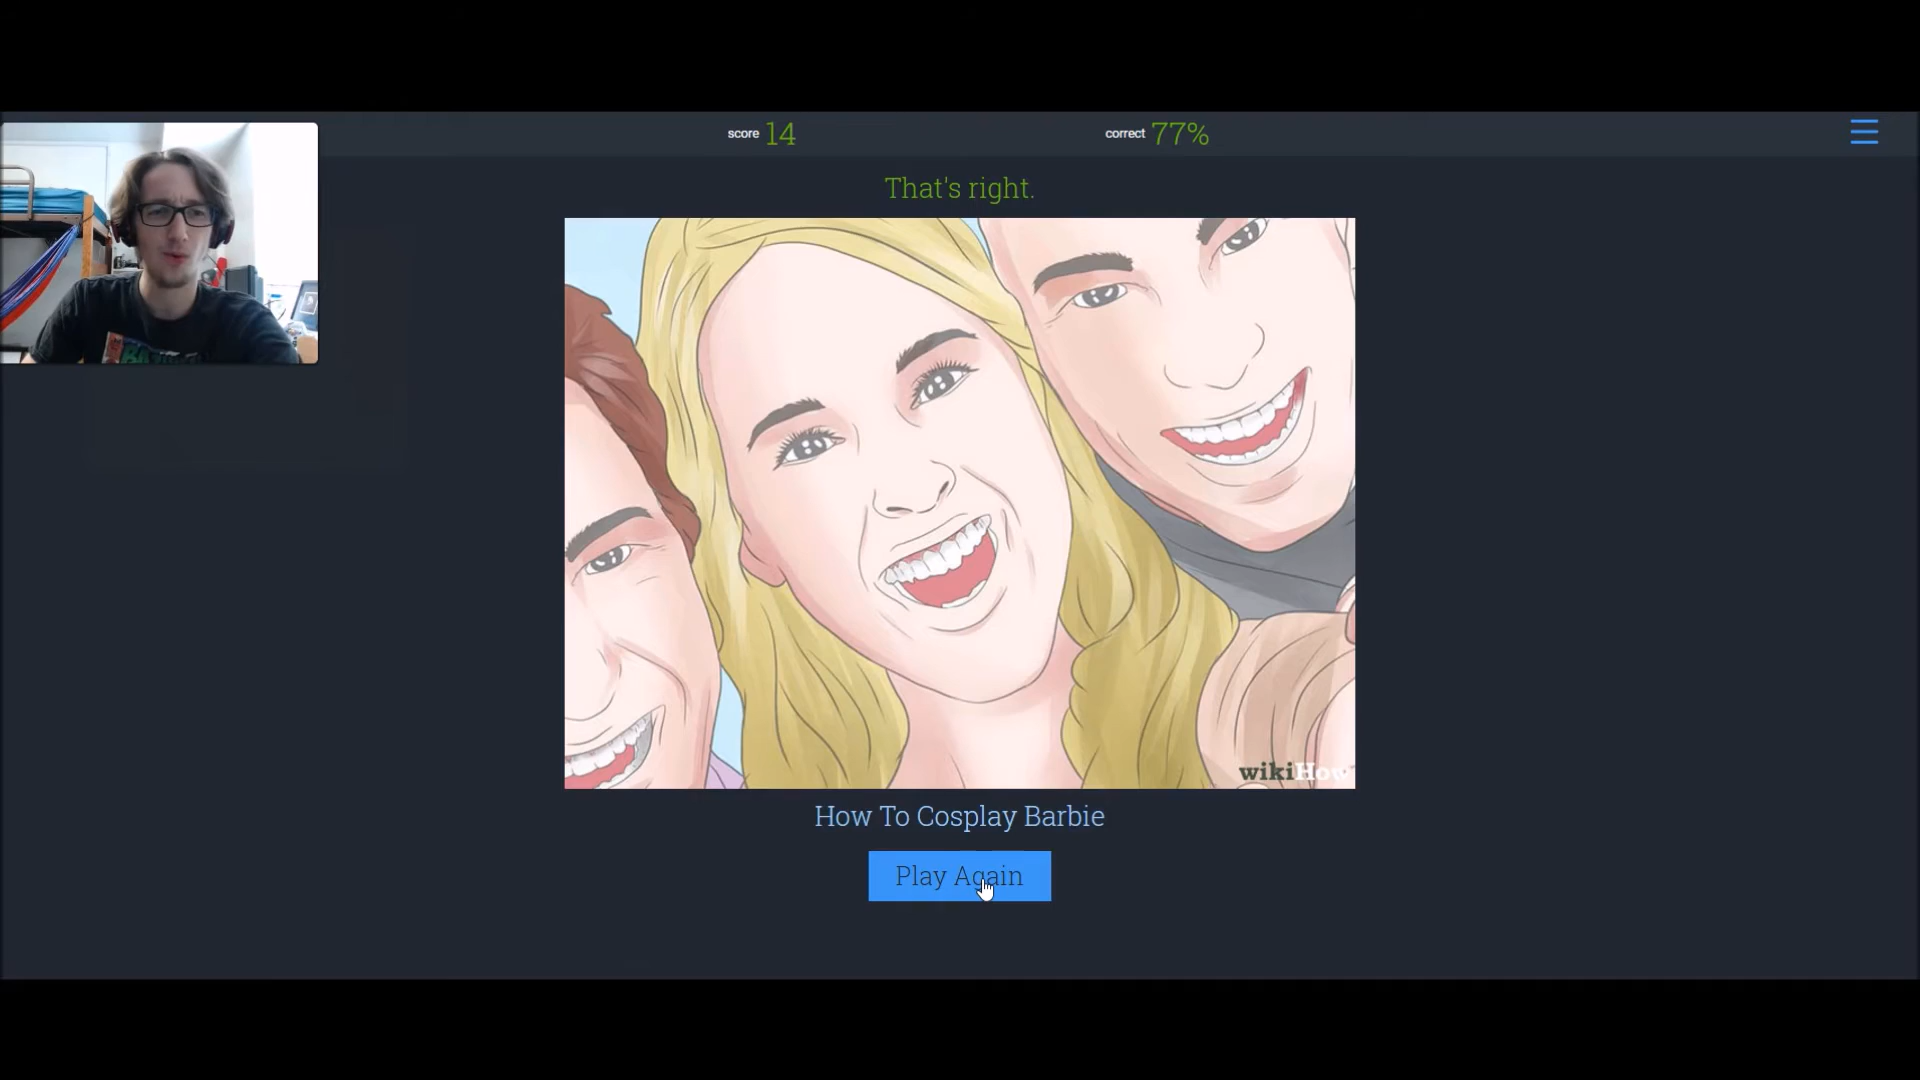 score 14
correct 77%
That's right.
wikiHow
How To Cosplay Barbie
Play Again